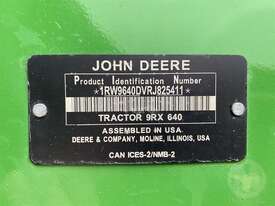 JOHN DEERE
Product Identification Number
*1RW9640DVRJ825411*
TRACTOR 9RX 640
ASSEMBLED IN USA
DEERE & COMPANY, MOLINE, ILLINOIS, USA
CAN ICES-2/NMB-2